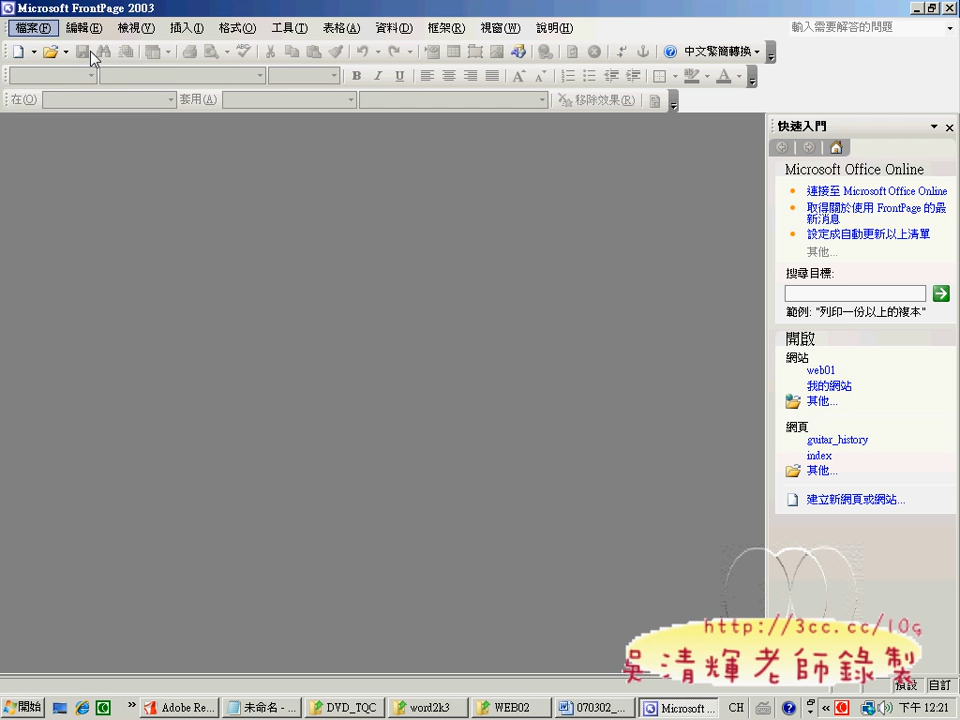 Microsoft FrontPage 2003
檔案(F) 編輯(E) 檢視(V) 插入(I) 格式(O) 工具(T) 表格(A) 資料(D) 框架(R) 視窗(W) 說明(H) 輸入需要解答的問題
中文繁簡轉換
B I U A A A
在(O) 套用(A) 移除效果(R)
快速入門
Microsoft Office Online
連接至 Microsoft Office Online
取得關於使用 FrontPage 的最
新消息
設定成自動更新以上清單
其他...
搜尋目標:
範例: "列印一份以上的複本"
開啟
網站
web01
我的網站
其他...
網頁
guitar_history
index
其他...
建立新網頁或網站...
http://3cc.cc/10g
吳清輝老師錄製
預設 自訂
開始 Adobe Re... 未命名 - ... DVD_TQC word2k3 WEB02 070302_... Microsoft ... CH 下午 12:21